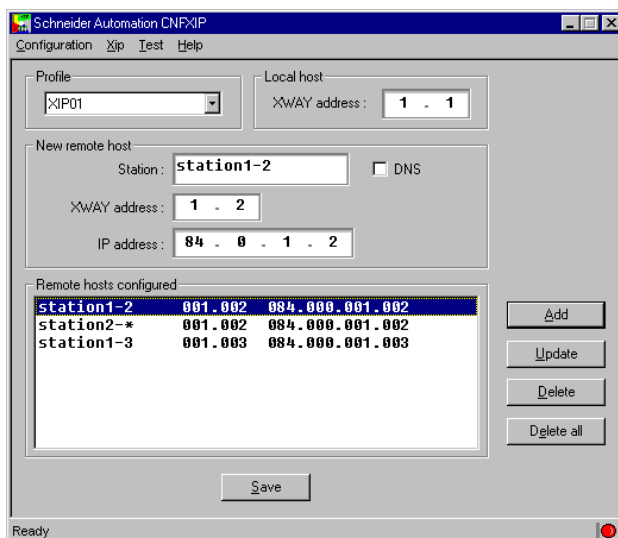 Schneider Automation CNFXIP
Configuration Xip Test Help
Profile
XIP01
Local host
XWAY address : 1 . 1
New remote host
Station : station1-2
DNS
XWAY address : 1 . 2
IP address : 84 . 0 . 1 . 2
Remote hosts configured
station1-2 001.002 084.000.001.002
station2-* 001.002 084.000.001.002
station1-3 001.003 084.000.001.003
Add
Update
Delete
Delete all
Save
Ready